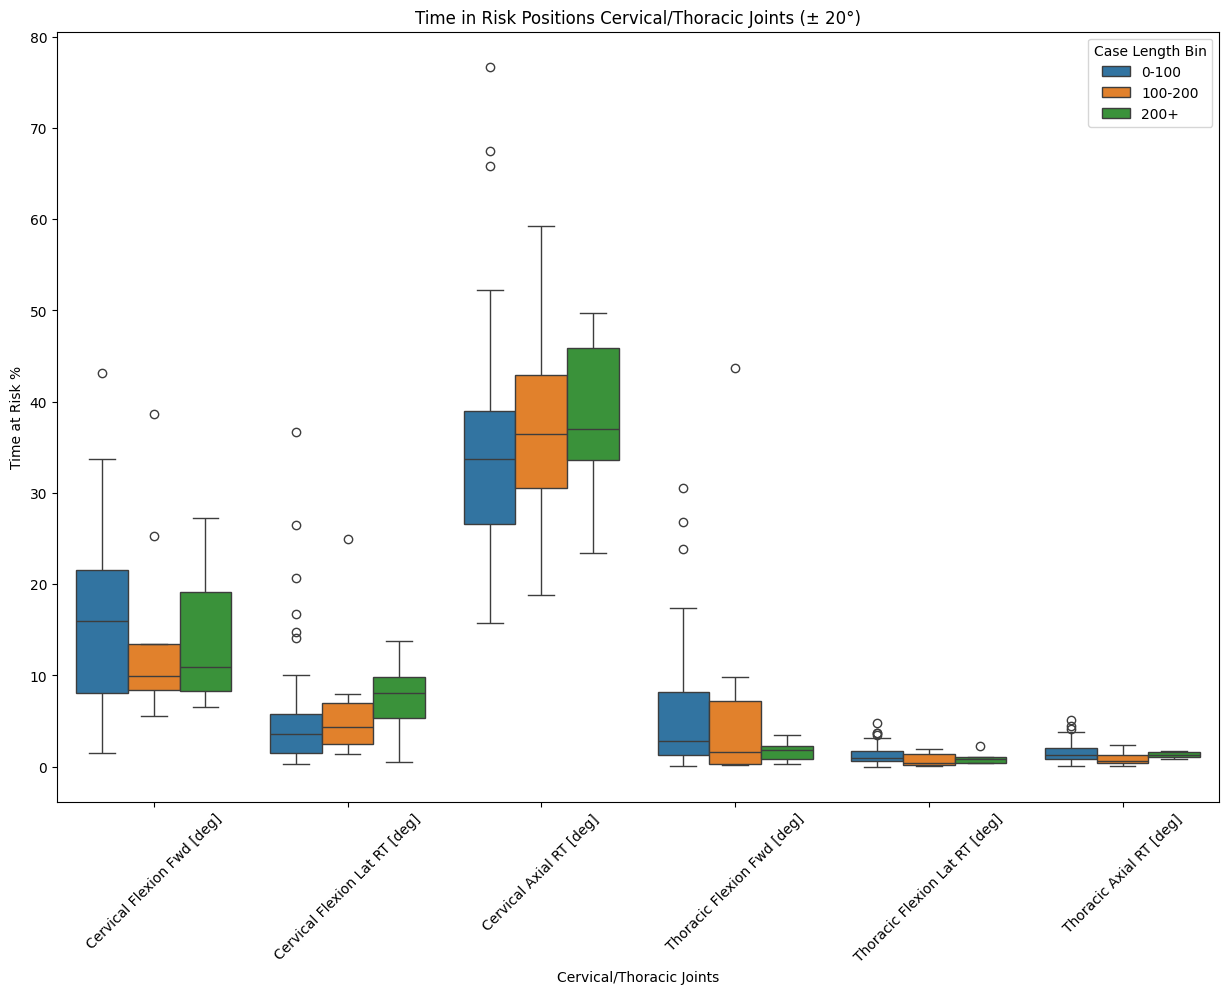 Time in Risk Positions Cervical/Thoracic Joints (± 20°)
Case Length Bin
0-100
100-200
200+
Time at Risk %
80
70
60
50
40
30
20
10
0
Cervical Flexion Fwd [deg]
Cervical Flexion Lat RT [deg]
Cervical Axial RT [deg]
Thoracic Flexion Fwd [deg]
Thoracic Flexion Lat RT [deg]
Thoracic Axial RT [deg]
Cervical/Thoracic Joints